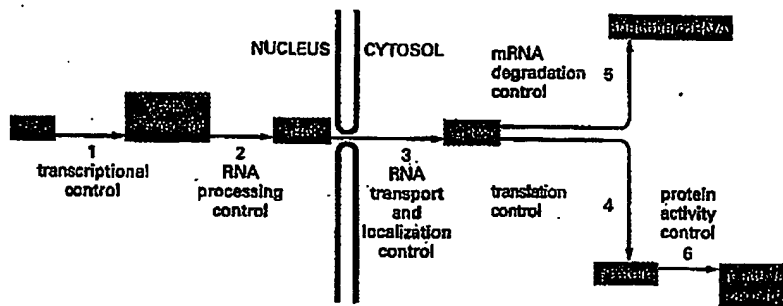 NUCLEUS
CYTOSOL
mRNA
degradation
control
5
1
transcriptional
control
2
RNA
processing
control
3
RNA
transport
and
localization
control
translation
control
4
protein
activity
control
6